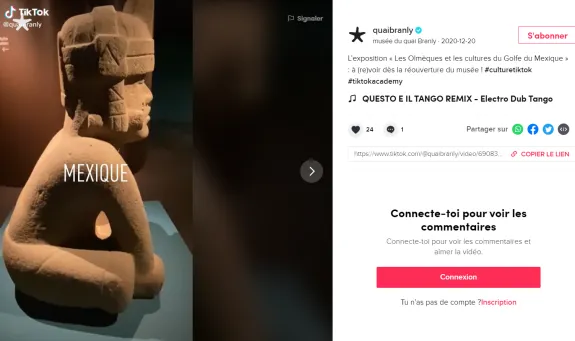 TikTok
@quaibranly
Signaler
MEXIQUE
quaibranly
musée du quai Branly · 2020-12-20
S'abonner
L'exposition « Les Olmèques et les cultures du Golfe du Mexique »
: à (re)voir dès la réouverture du musée ! #culturetiktok
#tiktokacademy
QUESTO E IL TANGO REMIX - Electro Dub Tango
24
1
Partager sur
https://www.tiktok.com/@quaibranly/video/69083...
COPIER LE LIEN
Connecte-toi pour voir les
commentaires
Connecte-toi pour voir les commentaires et
aimer la vidéo.
Connexion
Tu n'as pas de compte ?Inscription